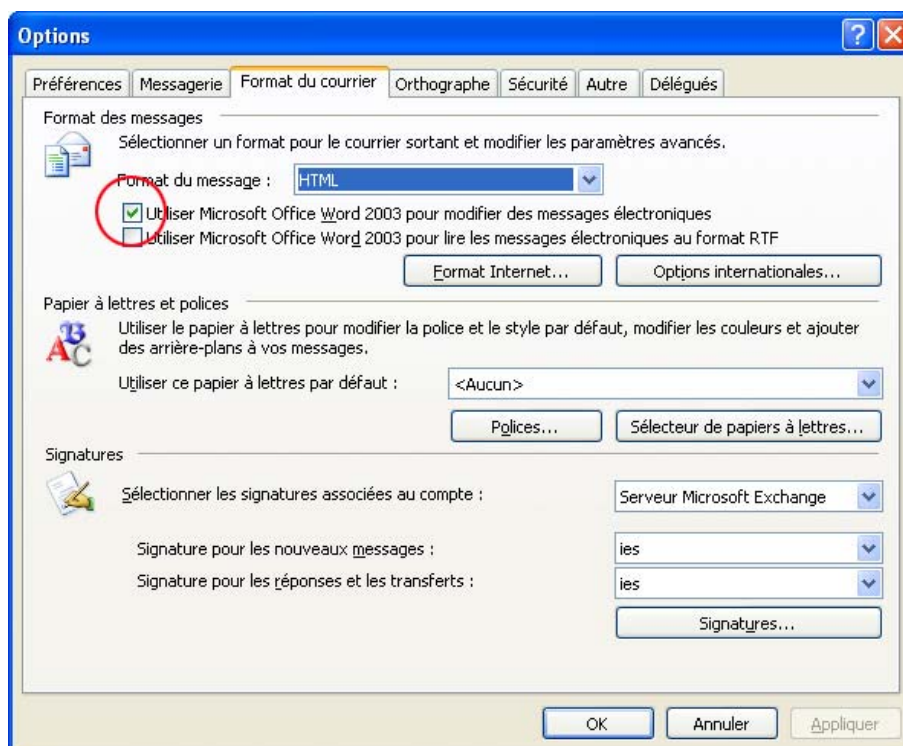 Options
Préférences Messagerie Format du courrier Orthographe Sécurité Autre Délégués
Format des messages
Sélectionner un format pour le courrier sortant et modifier les paramètres avancés.
Format du message : HTML
Utiliser Microsoft Office Word 2003 pour modifier des messages électroniques
Utiliser Microsoft Office Word 2003 pour lire les messages électroniques au format RTF
Format Internet... Options internationales...
Papier à lettres et polices
Utiliser le papier à lettres pour modifier la police et le style par défaut, modifier les couleurs et ajouter
des arrière-plans à vos messages.
Utiliser ce papier à lettres par défaut : <Aucun>
Polices... Sélecteur de papiers à lettres...
Signatures
Sélectionner les signatures associées au compte : Serveur Microsoft Exchange
Signature pour les nouveaux messages : ies
Signature pour les réponses et les transferts : ies
Signatures...
OK Annuler Appliquer